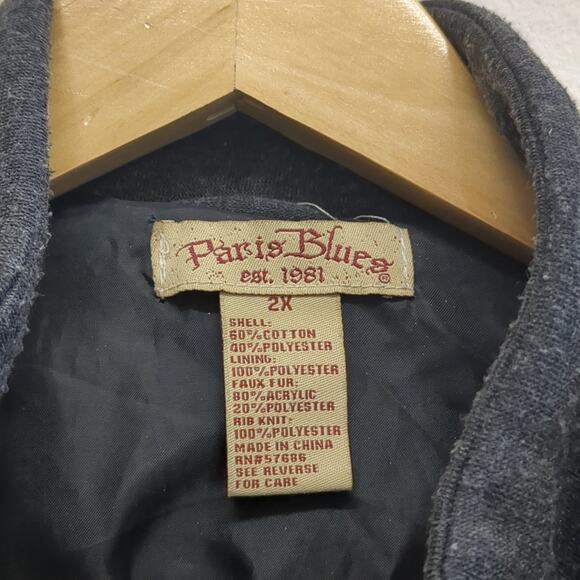 Paris Blues®
est. 1981
2X
SHELL:
60%COTTON
40%POLYESTER
LINING:
100%POLYESTER
FAUX FUR:
80%ACRYLIC
20%POLYESTER
RIB KNIT:
100%POLYESTER
MADE IN CHINA
RN#57686
SEE REVERSE
FOR CARE